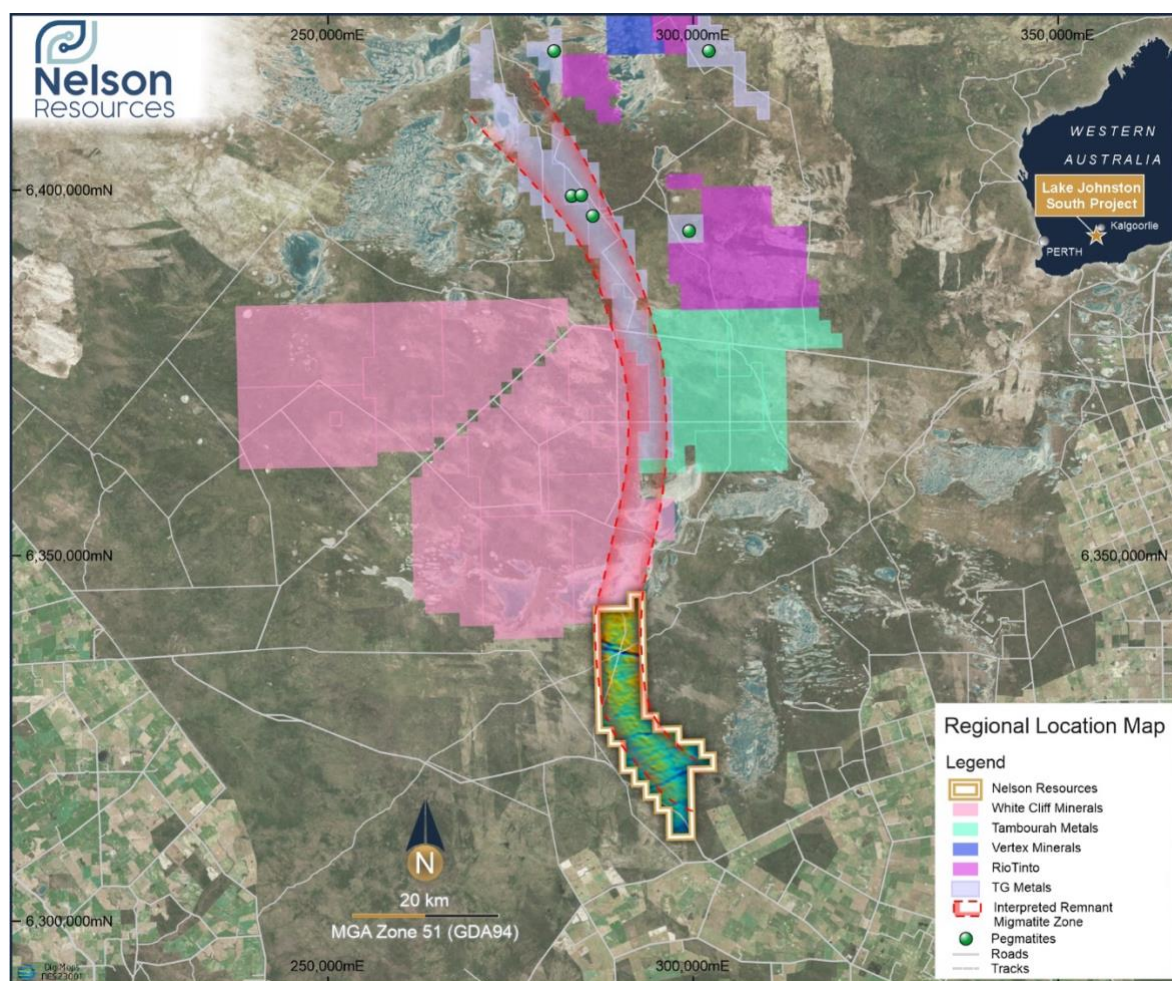 Nelson
Resources
250,000mE
300,000mE
350,000mE
WESTERN
AUSTRALIA
Lake Johnston
South Project
Kalgoorlie
PERTH
6,400,000mN
6,350,000mN
6,350,000mN
Regional Location Map
Legend
Nelson Resources
White Cliff Minerals
Tambourah Metals
Vertex Minerals
RioTinto
TG Metals
Interpreted Remnant
Migmatite Zone
Pegmatites
Roads
Tracks
N
20 km
MGA Zone 51 (GDA94)
6,300,000mN
250,000mE
300,000mE
DigiMaps